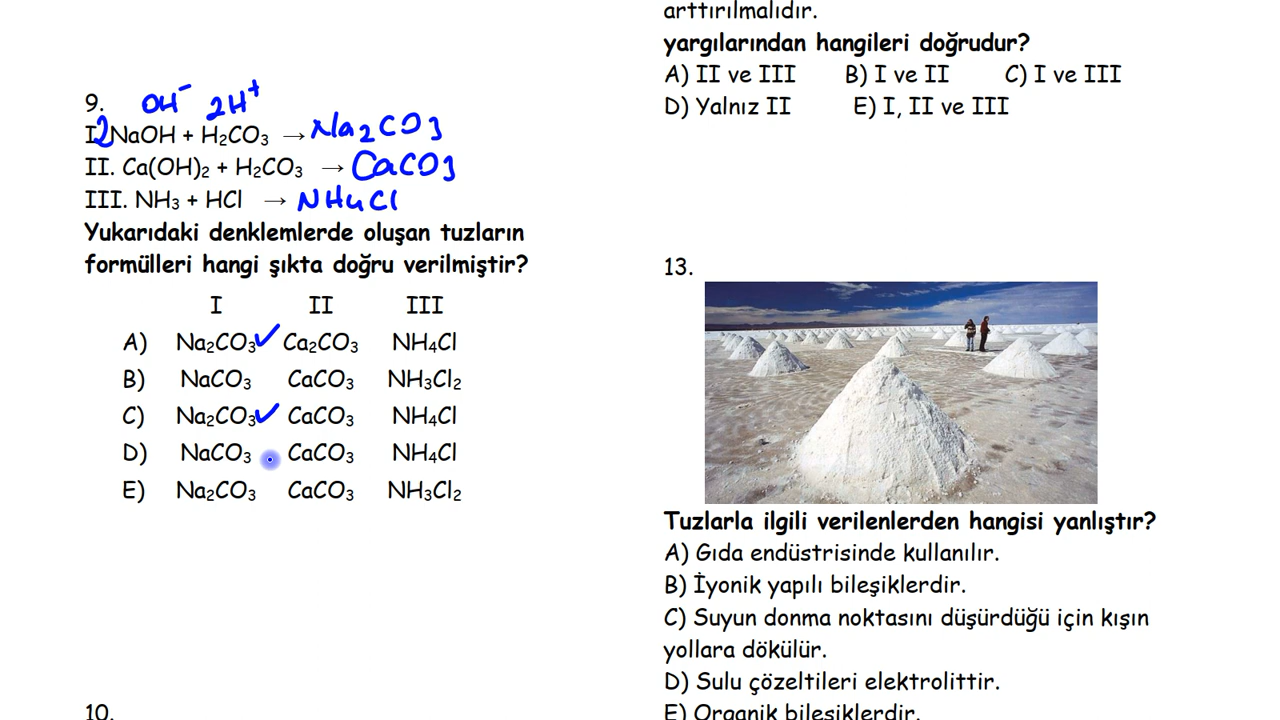 9.
OH⁻ 2H⁺
I. 2 NaOH + H₂CO₃ → Na₂CO₃
II. Ca(OH)₂ + H₂CO₃ → CaCO₃
III. NH₃ + HCl → NH₄Cl
Yukarıdaki denklemlerde oluşan tuzların
formülleri hangi şıkta doğru verilmiştir?
I II III
A) Na₂CO₃ ✓ Ca₂CO₃ NH₄Cl
B) NaCO₃ CaCO₃ NH₃Cl₂
C) Na₂CO₃ ✓ CaCO₃ NH₄Cl
D) NaCO₃ CaCO₃ NH₄Cl
E) Na₂CO₃ CaCO₃ NH₃Cl₂
10.
arttırılmalıdır.
yargılarından hangileri doğrudur?
A) II ve III B) I ve II C) I ve III
D) Yalnız II E) I, II ve III
13.
Tuzlarla ilgili verilenlerden hangisi yanlıştır?
A) Gıda endüstrisinde kullanılır.
B) İyonik yapılı bileşiklerdir.
C) Suyun donma noktasını düşürdüğü için kışın
yollara dökülür.
D) Sulu çözeltileri elektrolittir.
E) Organik bileşiklerdir.